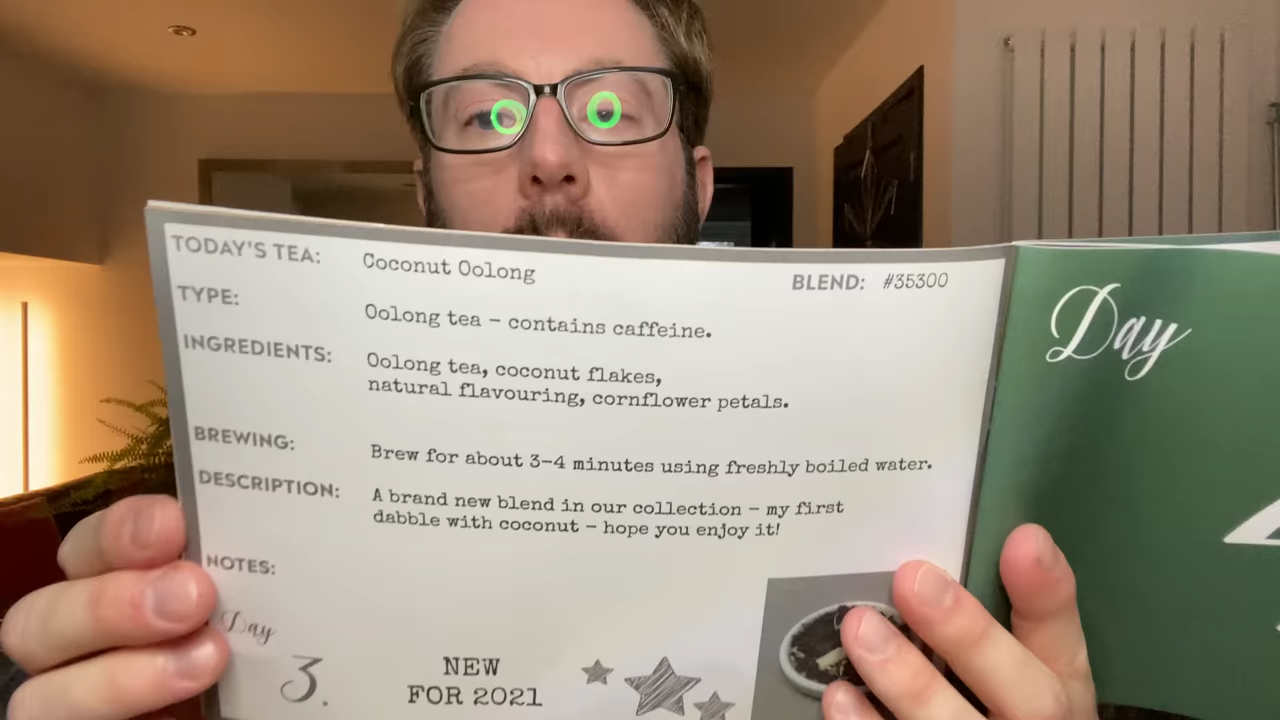 TODAY'S TEA: Coconut Oolong
BLEND: #35300
TYPE: Oolong tea - contains caffeine.
INGREDIENTS: Oolong tea, coconut flakes,
natural flavouring, cornflower petals.
BREWING: Brew for about 3-4 minutes using freshly boiled water.
DESCRIPTION: A brand new blend in our collection - my first
dabble with coconut - hope you enjoy it!
NOTES:
Day
3.
NEW
FOR 2021
Day